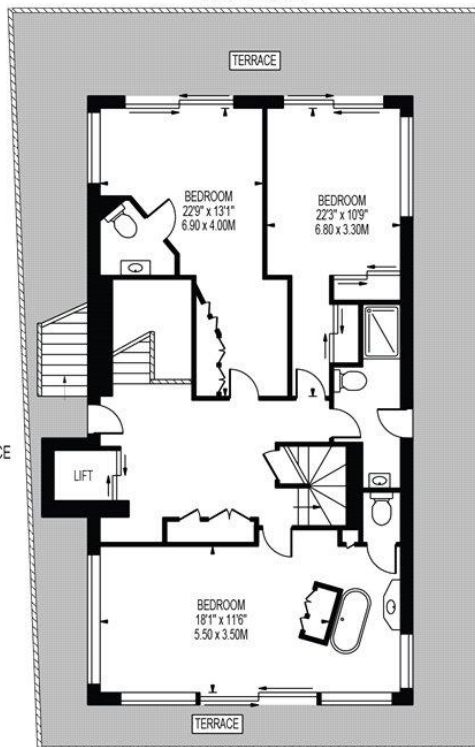 TERRACE
BEDROOM
22'9" x 13'1"
6.90 x 4.00M
BEDROOM
22'3" x 10'9"
6.80 x 3.30M
CE
LIFT
BEDROOM
18'1" x 11'6"
5.50 x 3.50M
TERRACE